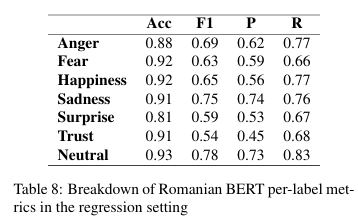 Acc F1 P R
Anger 0.88 0.69 0.62 0.77
Fear 0.92 0.63 0.59 0.66
Happiness 0.92 0.65 0.56 0.77
Sadness 0.91 0.75 0.74 0.76
Surprise 0.81 0.59 0.53 0.67
Trust 0.91 0.54 0.45 0.68
Neutral 0.93 0.78 0.73 0.83
Table 8: Breakdown of Romanian BERT per-label met-
rics in the regression setting